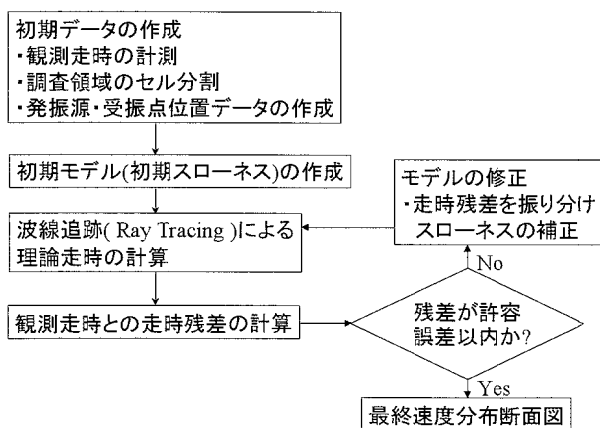 初期データの作成
・観測走時の計測
・調査領域のセル分割
・発振源・受振点位置データの作成
初期モデル(初期スローネス)の作成
波線追跡( Ray Tracing )による
理論走時の計算
観測走時との走時残差の計算
残差が許容
誤差以内か?
No
モデルの修正
・走時残差を振り分け
スローネスの補正
Yes
最終速度分布断面図